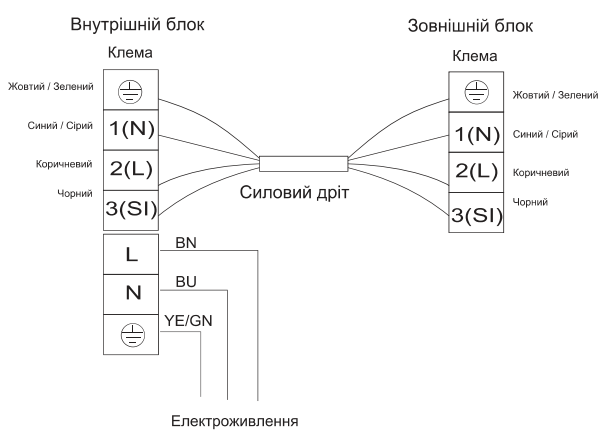 Внутрішній блок
Зовнішній блок
Клема
Клема
Жовтий / Зелений
Синий / Сірий
1(N)
Коричневий
2(L)
Чорний
3(SI)
Силовий дріт
Жовтий / Зелений
1(N)
Синий / Сірий
2(L)
Коричневий
3(SI)
Чорний
L
BN
N
BU
YE/GN
Електроживлення